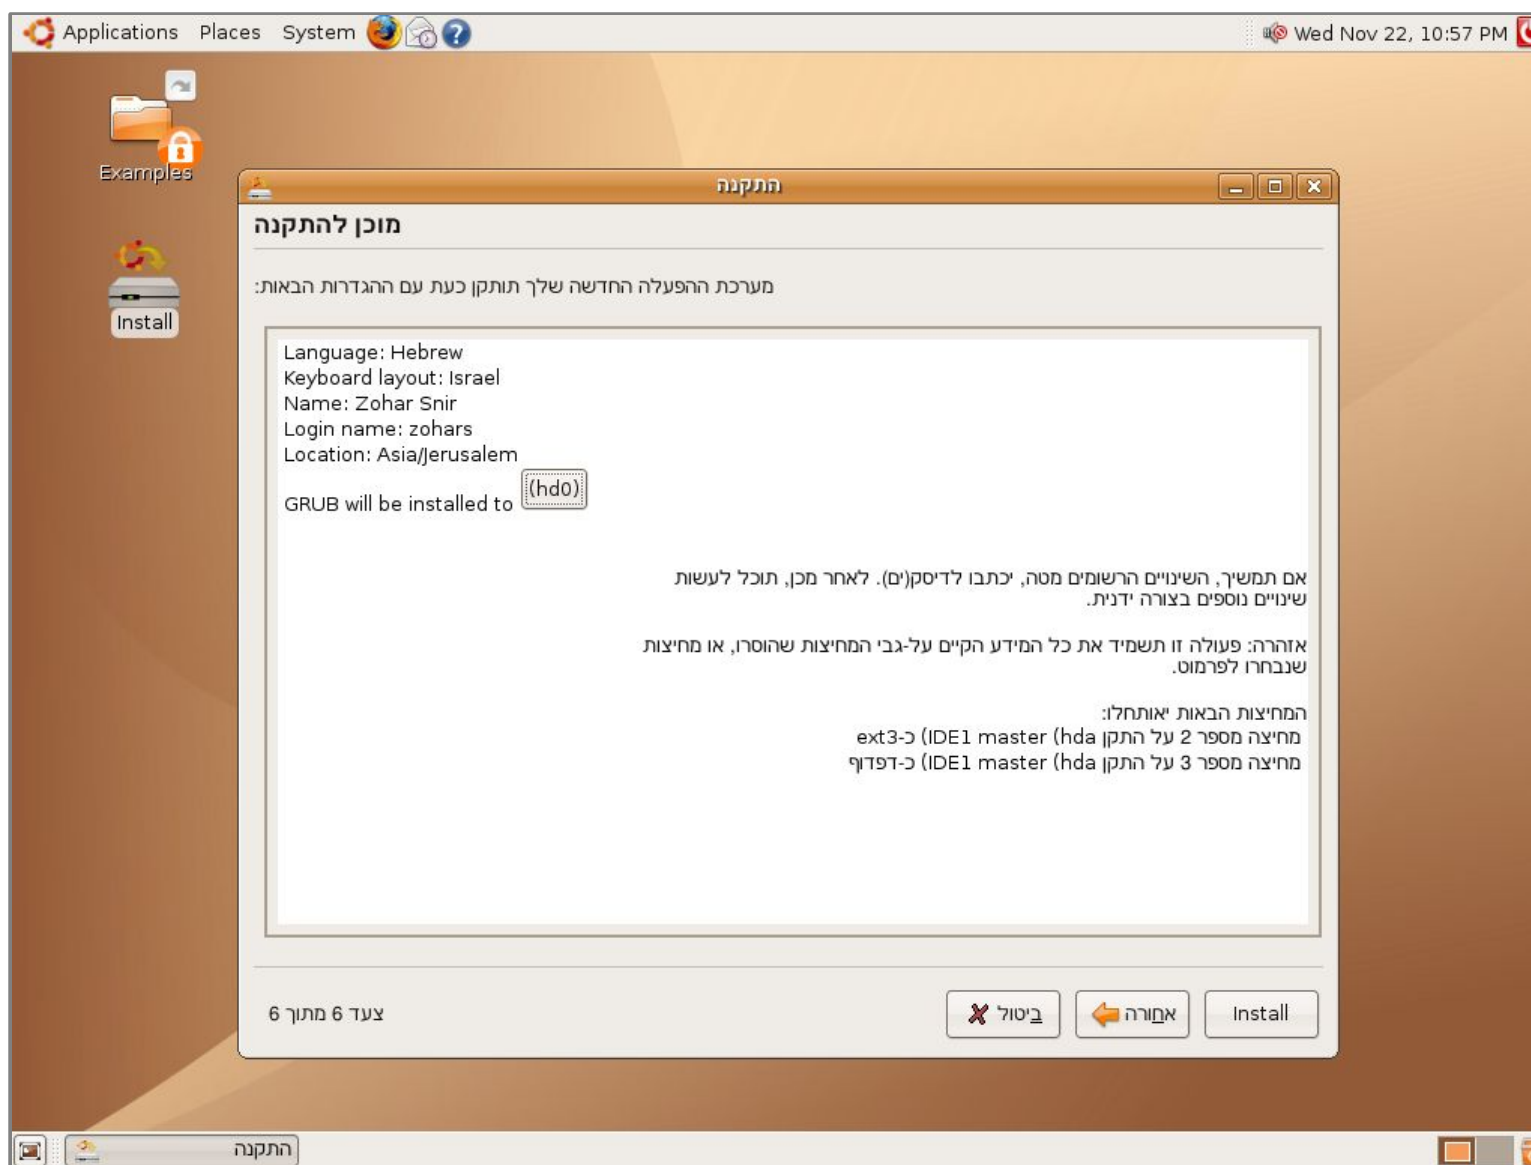 Applications Places System
Wed Nov 22, 10:57 PM
Examples
Install
התקנה
מוכן להתקנה
מערכת ההפעלה החדשה שלך תותקן כעת עם ההגדרות הבאות:
Language: Hebrew
Keyboard layout: Israel
Name: Zohar Snir
Login name: zohars
Location: Asia/Jerusalem
GRUB will be installed to (hd0)
אם תמשיך, השינויים הרשומים מטה, יכתבו לדיסק(ים). לאחר מכן, תוכל לעשות
שינויים נוספים בצורה ידנית.
אזהרה: פעולה זו תשמיד את כל המידע הקיים על-גבי המחיצות שהוסרו, או מחיצות
שנבחרו לפרמוט.
המחיצות הבאות יאותחלו:
מחיצה מספר 2 על התקן IDE1 master (hda) כ-ext3
מחיצה מספר 3 על התקן IDE1 master (hda) כ-דפדוף
צעד 6 מתוך 6
ביטול
אחורה
Install
התקנה